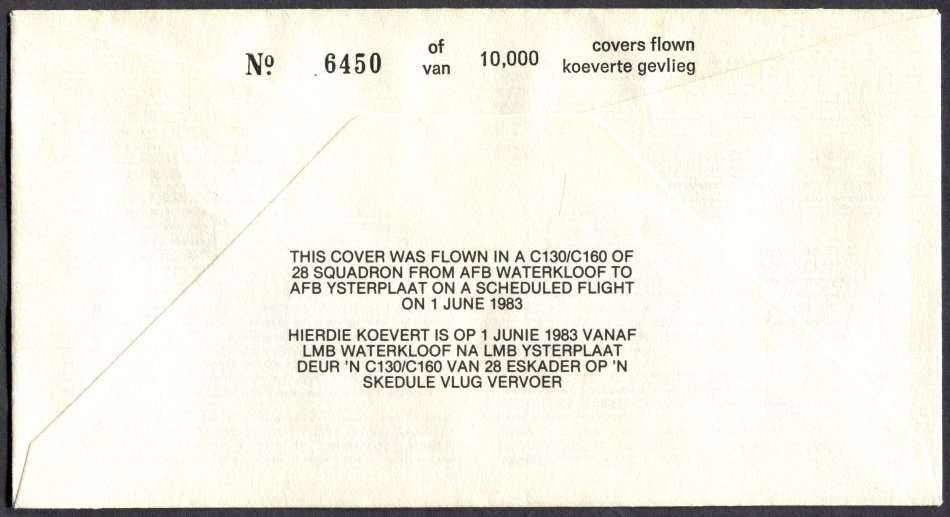 Nº 6450 of 10,000 covers flown
van koeverte gevlieg
THIS COVER WAS FLOWN IN A C130/C160 OF
28 SQUADRON FROM AFB WATERKLOOF TO
AFB YSTERPLAAT ON A SCHEDULED FLIGHT
ON 1 JUNE 1983
HIERDIE KOEVERT IS OP 1 JUNIE 1983 VANAF
LMB WATERKLOOF NA LMB YSTERPLAAT
DEUR 'N C130/C160 VAN 28 ESKADER OP 'N
SKEDULE VLUG VERVOER